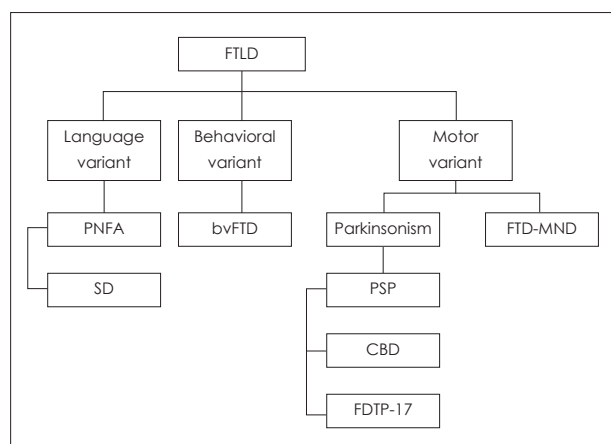 FTLD
Language
variant
Behavioral
variant
Motor
variant
PNFA
bvFTD
Parkinsonism
FTD-MND
SD
PSP
CBD
FDTP-17